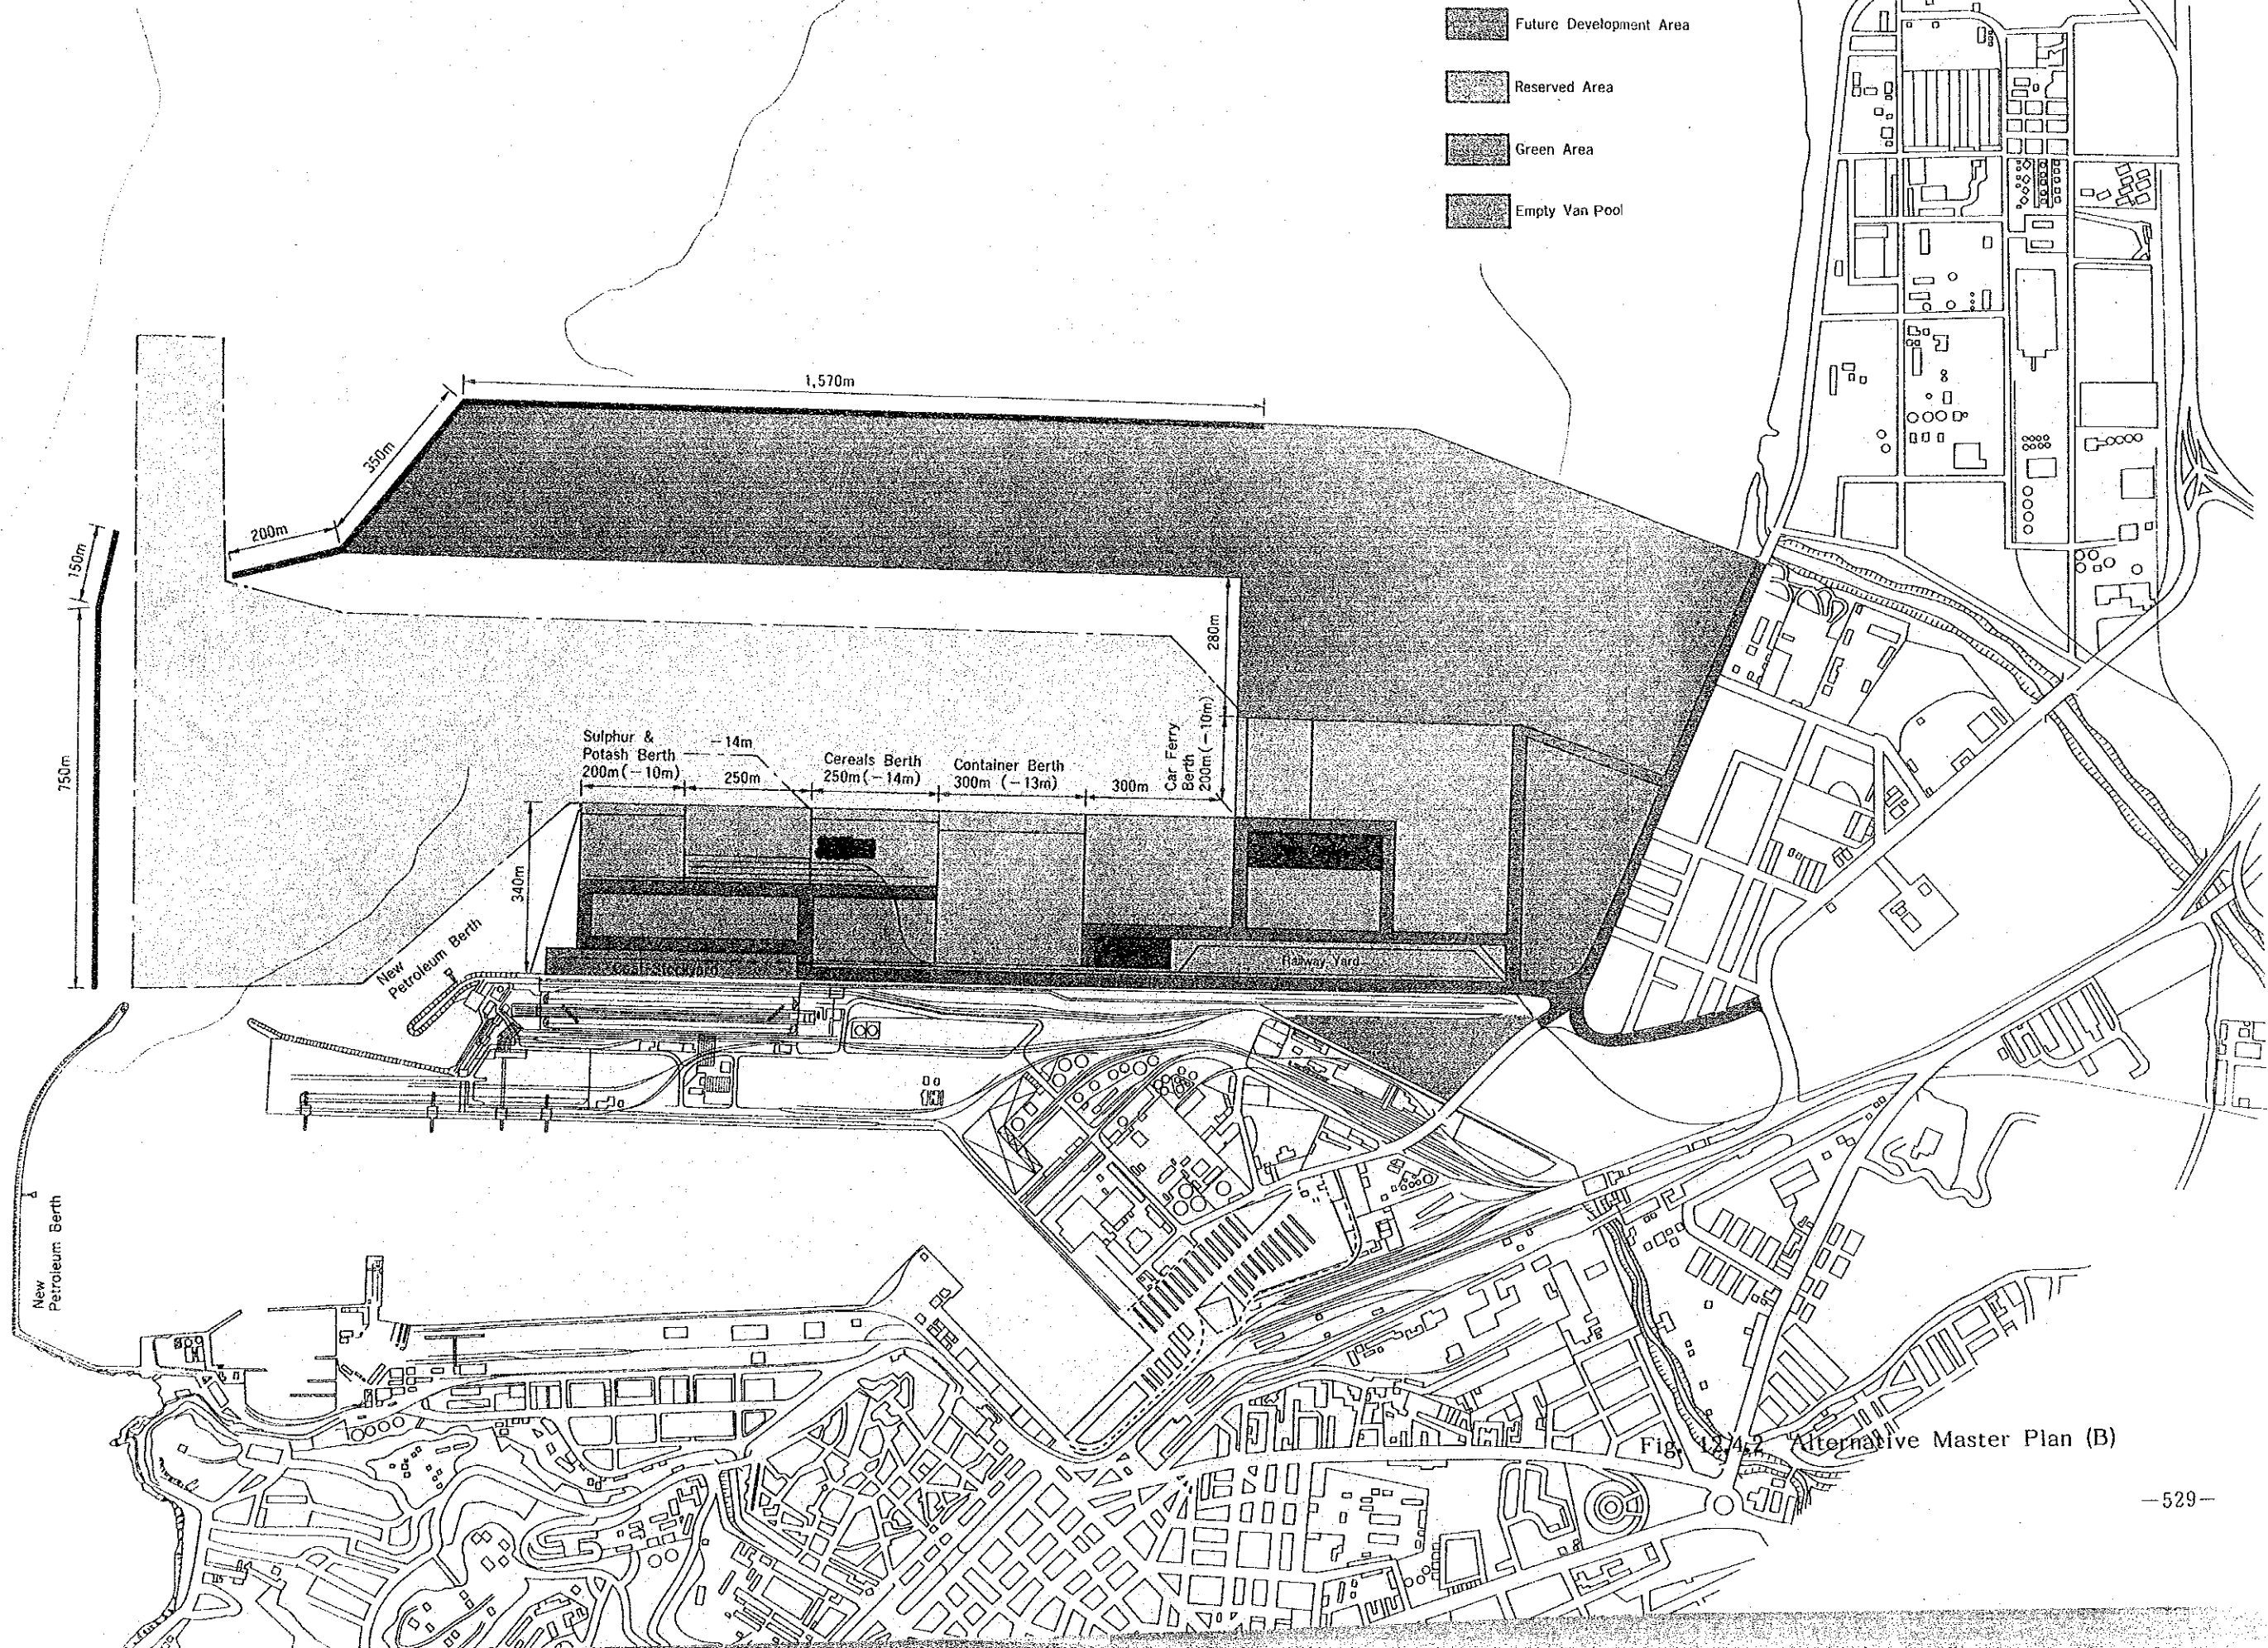 Future Development Area
Reserved Area
Green Area
Empty Van Pool
1,570m
350m
200m
150m
750m
280m
Sulphur &
Potash Berth
200m(−10m)
−14m
250m
Cereals Berth
250m(−14m)
Container Berth
300m (−13m)
300m
Car Ferry
Berth
200m(−10m)
340m
New
Petroleum Berth
Coal Stockyard
Railway Yard
New
Petroleum Berth
Fig. 12.4.2 Alternative Master Plan (B)
—529—